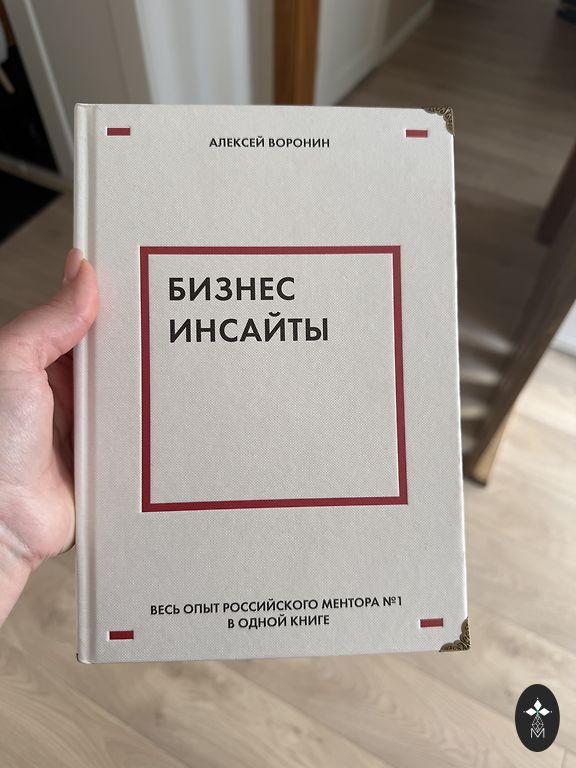 АЛЕКСЕЙ ВОРОНИН
БИЗНЕС
ИНСАЙТЫ
ВЕСЬ ОПЫТ РОССИЙСКОГО МЕНТОРА №1
В ОДНОЙ КНИГЕ
M